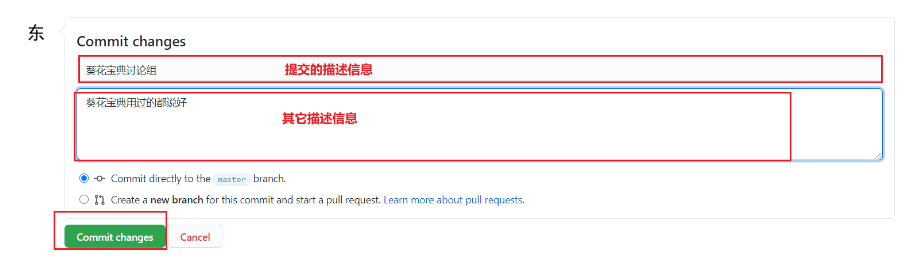 东
Commit changes
葵花宝典讨论组
提交的描述信息
葵花宝典用过的都说好
其它描述信息
Commit directly to the master branch.
Create a new branch for this commit and start a pull request. Learn more about pull requests.
Commit changes
Cancel